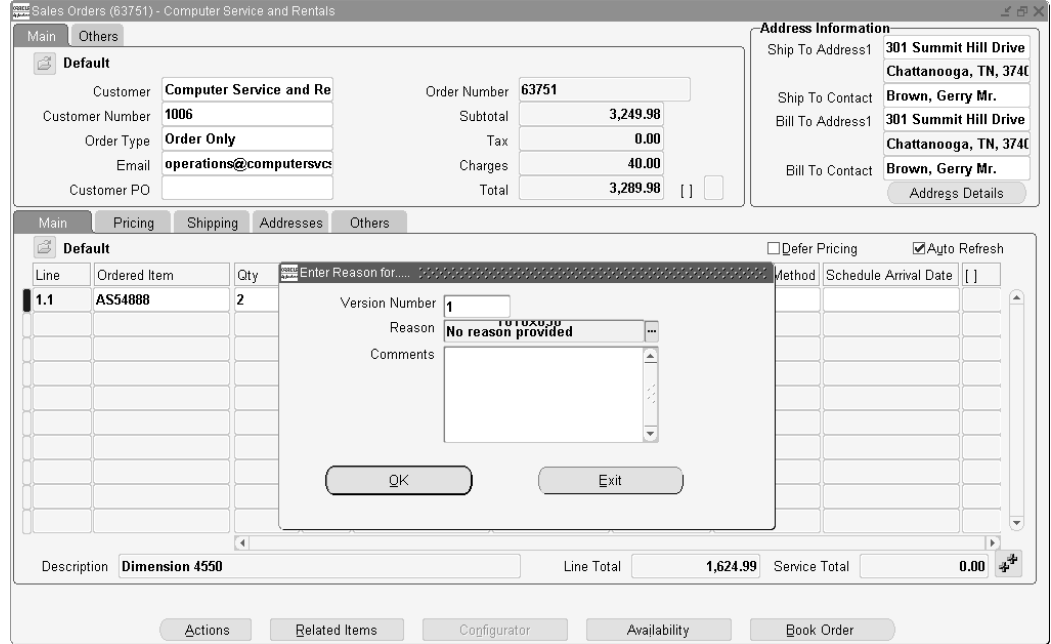 Sales Orders (63751) - Computer Service and Rentals
Main Others
Default
Customer Computer Service and Re
Customer Number 1006
Order Type Order Only
Email operations@computersvcs
Customer PO
Order Number 63751
Subtotal 3,249.98
Tax 0.00
Charges 40.00
Total 3,289.98 [ ]
Address Information
Ship To Address1 301 Summit Hill Drive
Chattanooga, TN, 3740
Ship To Contact Brown, Gerry Mr.
Bill To Address1 301 Summit Hill Drive
Chattanooga, TN, 3740
Bill To Contact Brown, Gerry Mr.
Address Details
Main Pricing Shipping Addresses Others
Default
Defer Pricing Auto Refresh
Line Ordered Item Qty Method Schedule Arrival Date [ ]
1.1 AS54888 2
Enter Reason for.....
Version Number 1
Reason No reason provided ...
Comments
OK Exit
Description Dimension 4550 Line Total 1,624.99 Service Total 0.00
Actions Related Items Configurator Availability Book Order